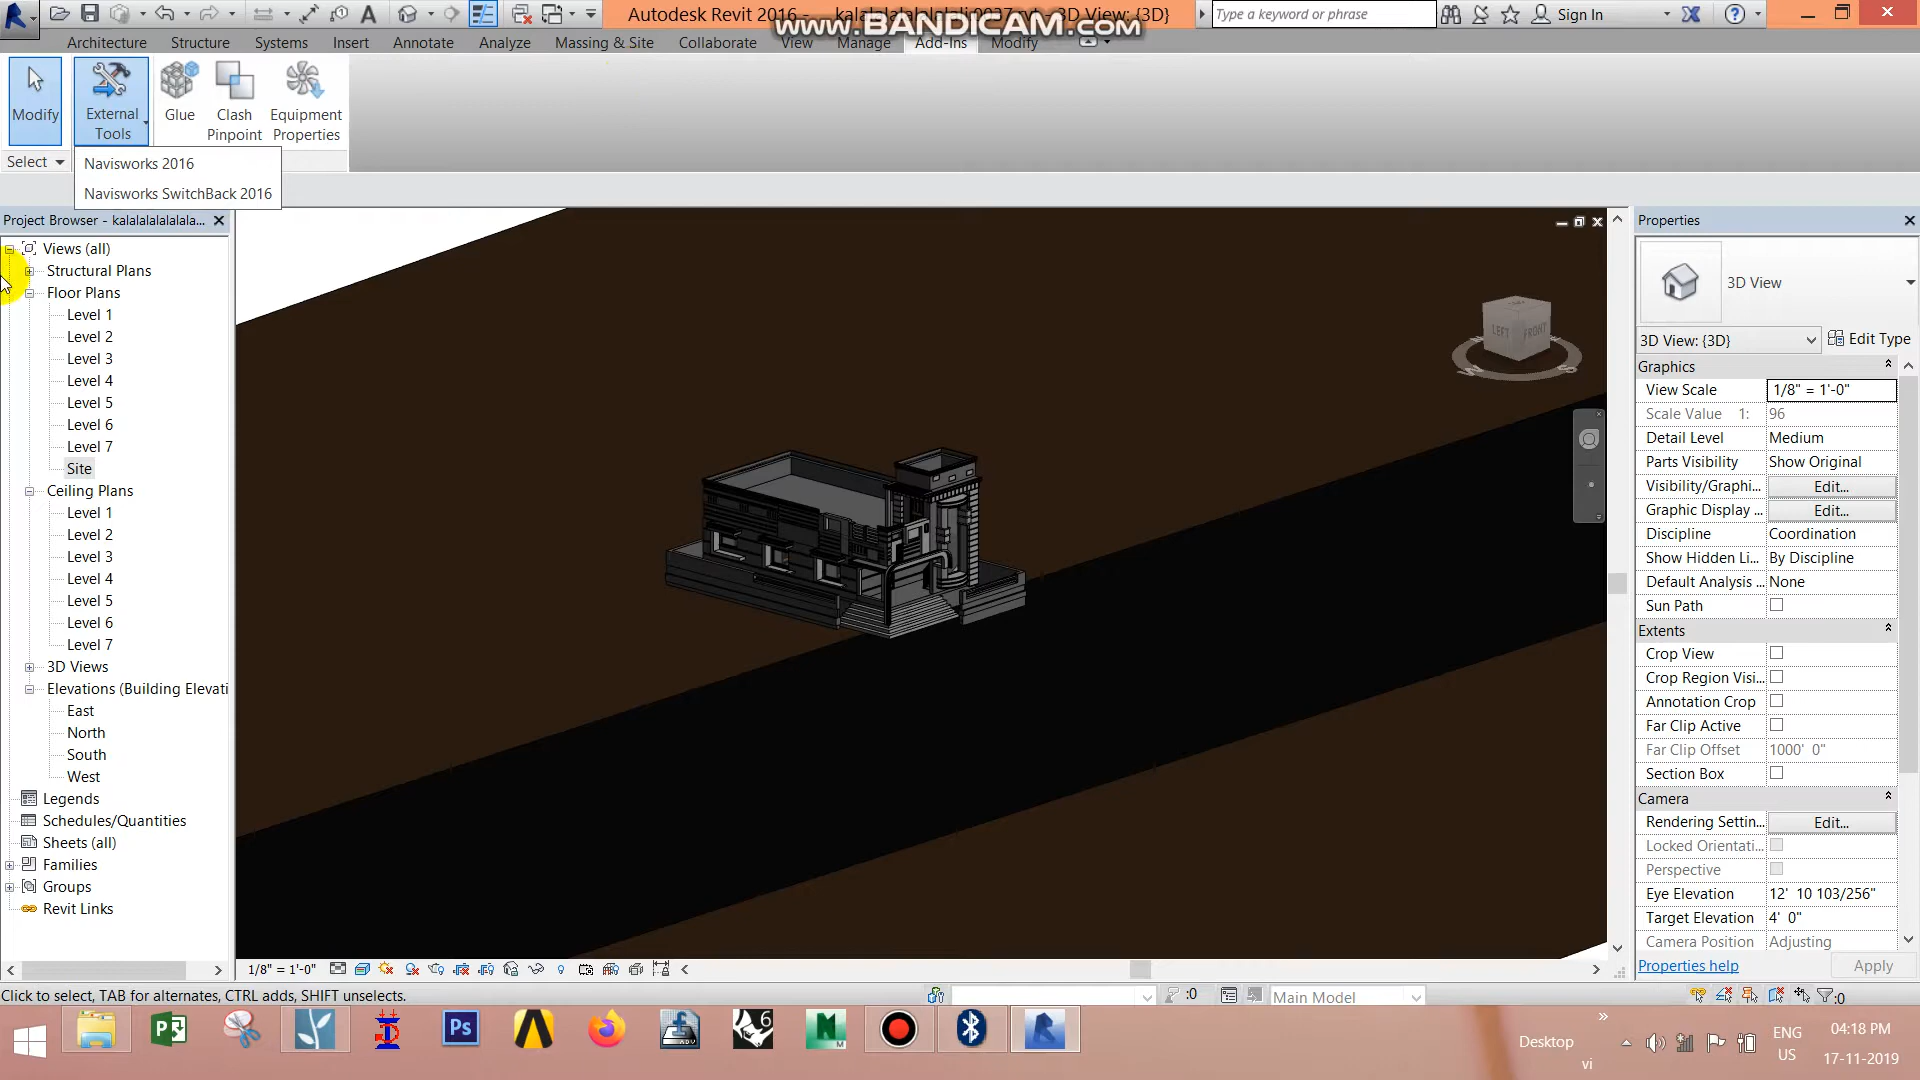 Autodesk Revit 2016 -
3D View: {3D}
Type a keyword or phrase
Sign In
www.BANDICAM.com
Architecture
Structure
Systems
Insert
Annotate
Analyze
Massing & Site
Collaborate
View
Manage
Add-Ins
Modify
Modify
External
Tools
Glue
Clash
Pinpoint
Equipment
Properties
Select
Navisworks 2016
Navisworks SwitchBack 2016
Project Browser - kalalalalalalala...
Views (all)
Structural Plans
Floor Plans
Level 1
Level 2
Level 3
Level 4
Level 5
Level 6
Level 7
Site
Ceiling Plans
Level 1
Level 2
Level 3
Level 4
Level 5
Level 6
Level 7
3D Views
Elevations (Building Elevati
East
North
South
West
Legends
Schedules/Quantities
Sheets (all)
Families
Groups
Revit Links
LEFT
FRONT
Properties
3D View
3D View: {3D}
Edit Type
Graphics
View Scale 1/8" = 1'-0"
Scale Value 1: 96
Detail Level Medium
Parts Visibility Show Original
Visibility/Graphi... Edit...
Graphic Display ... Edit...
Discipline Coordination
Show Hidden Li... By Discipline
Default Analysis ... None
Sun Path
Extents
Crop View
Crop Region Visi...
Annotation Crop
Far Clip Active
Far Clip Offset 1000' 0"
Section Box
Camera
Rendering Settin... Edit...
Locked Orientati...
Perspective
Eye Elevation 12' 10 103/256"
Target Elevation 4' 0"
Camera Position Adjusting
Properties help
Apply
1/8" = 1'-0"
Click to select, TAB for alternates, CTRL adds, SHIFT unselects.
:0
Main Model
:0
Ps
6
M
Desktop
vi
ENG
US
04:18 PM
17-11-2019